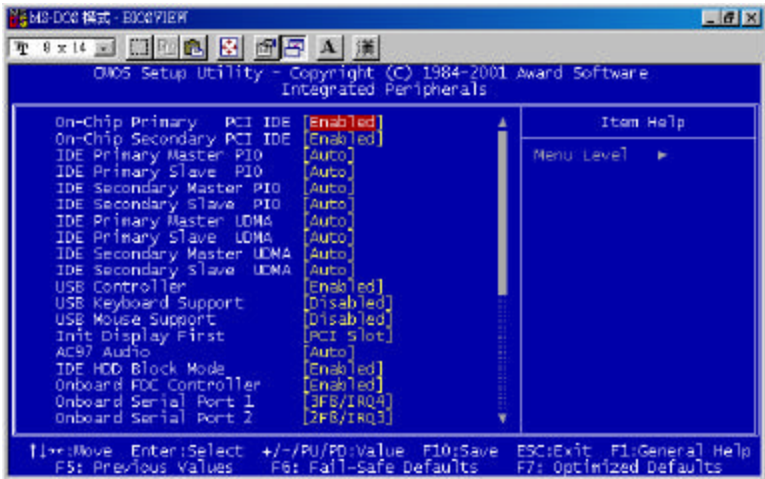 MS-DOS 模式 - BIOSVIEW
8 x 14
A 漢
CMOS Setup Utility - Copyright (C) 1984-2001 Award Software
Integrated Peripherals
On-Chip Primary PCI IDE [Enabled]
On-Chip Secondary PCI IDE [Enabled]
IDE Primary Master PIO [Auto]
IDE Primary Slave PIO [Auto]
IDE Secondary Master PIO [Auto]
IDE Secondary Slave PIO [Auto]
IDE Primary Master UDMA [Auto]
IDE Primary Slave UDMA [Auto]
IDE Secondary Master UDMA [Auto]
IDE Secondary Slave UDMA [Auto]
USB Controller [Enabled]
USB Keyboard Support [Disabled]
USB Mouse Support [Disabled]
Init Display First [PCI Slot]
AC97 Audio [Auto]
IDE HDD Block Mode [Enabled]
Onboard FDC Controller [Enabled]
Onboard Serial Port 1 [3F8/IRQ4]
Onboard Serial Port 2 [2F8/IRQ3]
Item Help
Menu Level ►
↑↓→←:Move Enter:Select +/-/PU/PD:Value F10:Save ESC:Exit F1:General Help
F5: Previous Values F6: Fail-Safe Defaults F7: Optimized Defaults